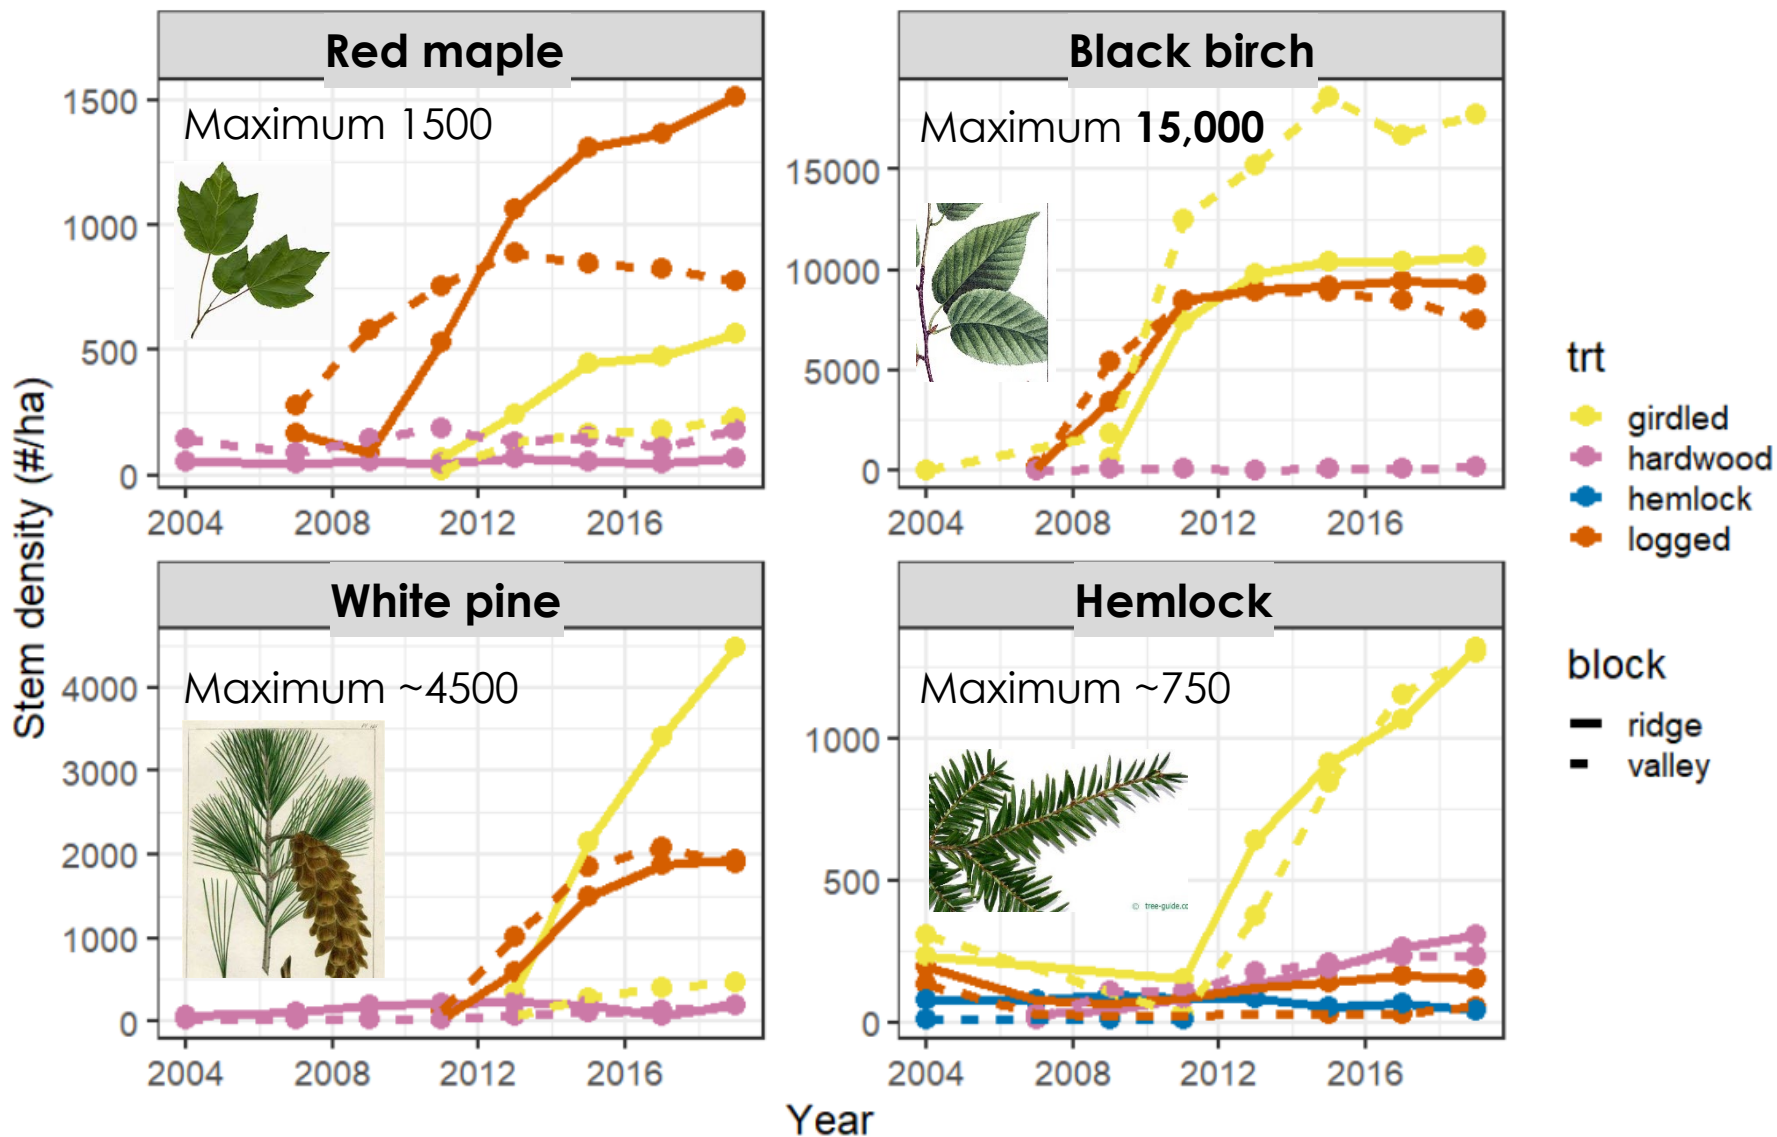 Red maple
Maximum 1500
1500
1000
500
0
2004 2008 2012 2016
Black birch
Maximum 15,000
15000
10000
5000
0
2004 2008 2012 2016
White pine
Maximum ~4500
4000
3000
2000
1000
0
2004 2008 2012 2016
Hemlock
Maximum ~750
1000
500
0
© tree-guide.cc
2004 2008 2012 2016
Stem density (#/ha)
Year
trt
girdled
hardwood
hemlock
logged
block
ridge
valley